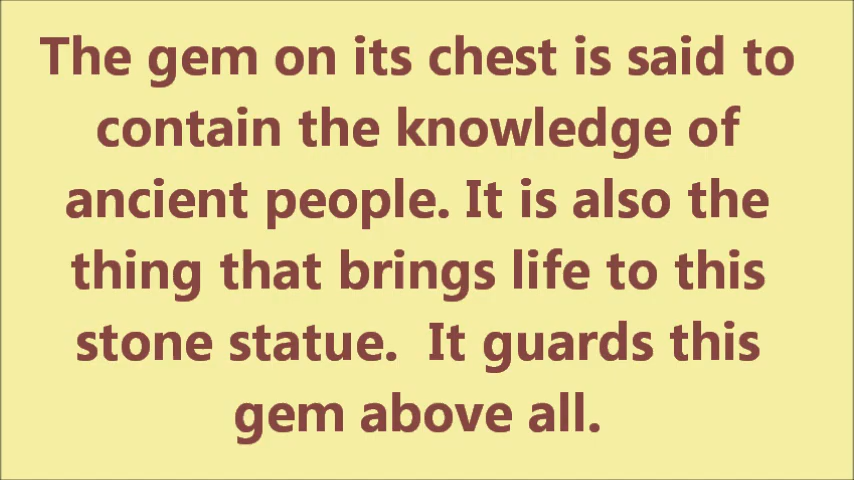 The gem on its chest is said to
contain the knowledge of
ancient people. It is also the
thing that brings life to this
stone statue.  It guards this
gem above all.